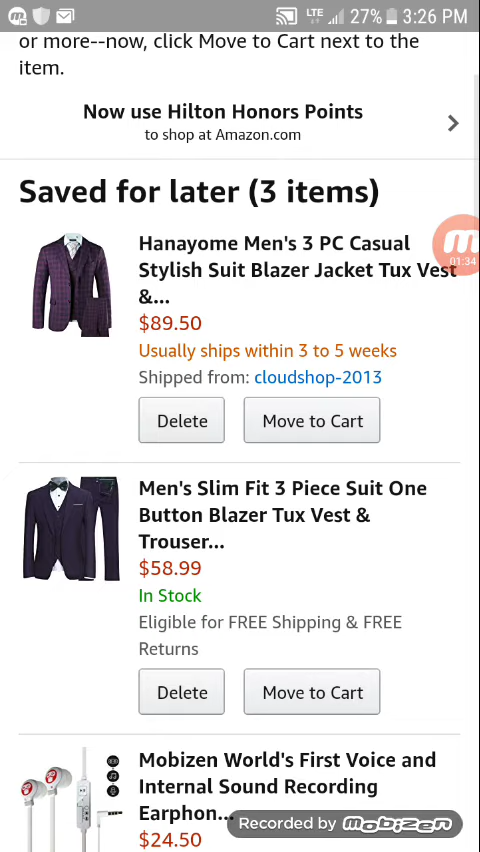 LTE 27% 3:26 PM
or more--now, click Move to Cart next to the
item.
Now use Hilton Honors Points
to shop at Amazon.com
Saved for later (3 items)
Hanayome Men's 3 PC Casual
Stylish Suit Blazer Jacket Tux Vest
&...
$89.50
01:34
Usually ships within 3 to 5 weeks
Shipped from: cloudshop-2013
Delete Move to Cart
Men's Slim Fit 3 Piece Suit One
Button Blazer Tux Vest &
Trouser...
$58.99
In Stock
Eligible for FREE Shipping & FREE
Returns
Delete Move to Cart
Mobizen World's First Voice and
Internal Sound Recording
Earphon...
Recorded by mobizen
$24.50